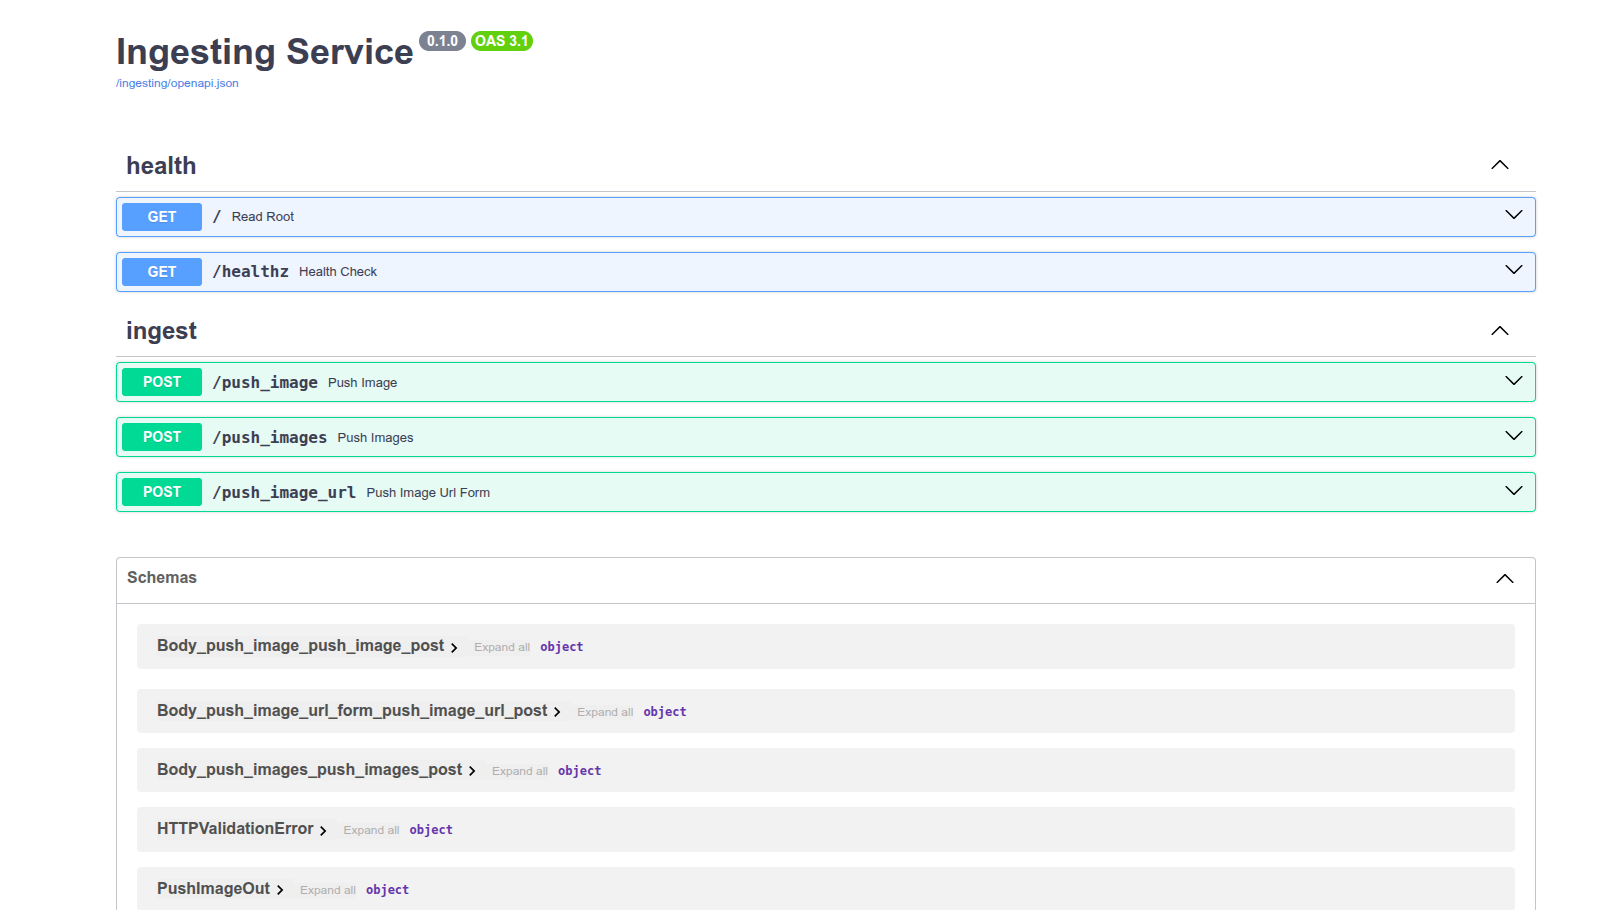 Ingesting Service 0.1.0 OAS 3.1
/ingesting/openapi.json
health
GET / Read Root
GET /healthz Health Check
ingest
POST /push_image Push Image
POST /push_images Push Images
POST /push_image_url Push Image Url Form
Schemas
Body_push_image_push_image_post Expand all object
Body_push_image_url_form_push_image_url_post Expand all object
Body_push_images_push_images_post Expand all object
HTTPValidationError Expand all object
PushImageOut Expand all object